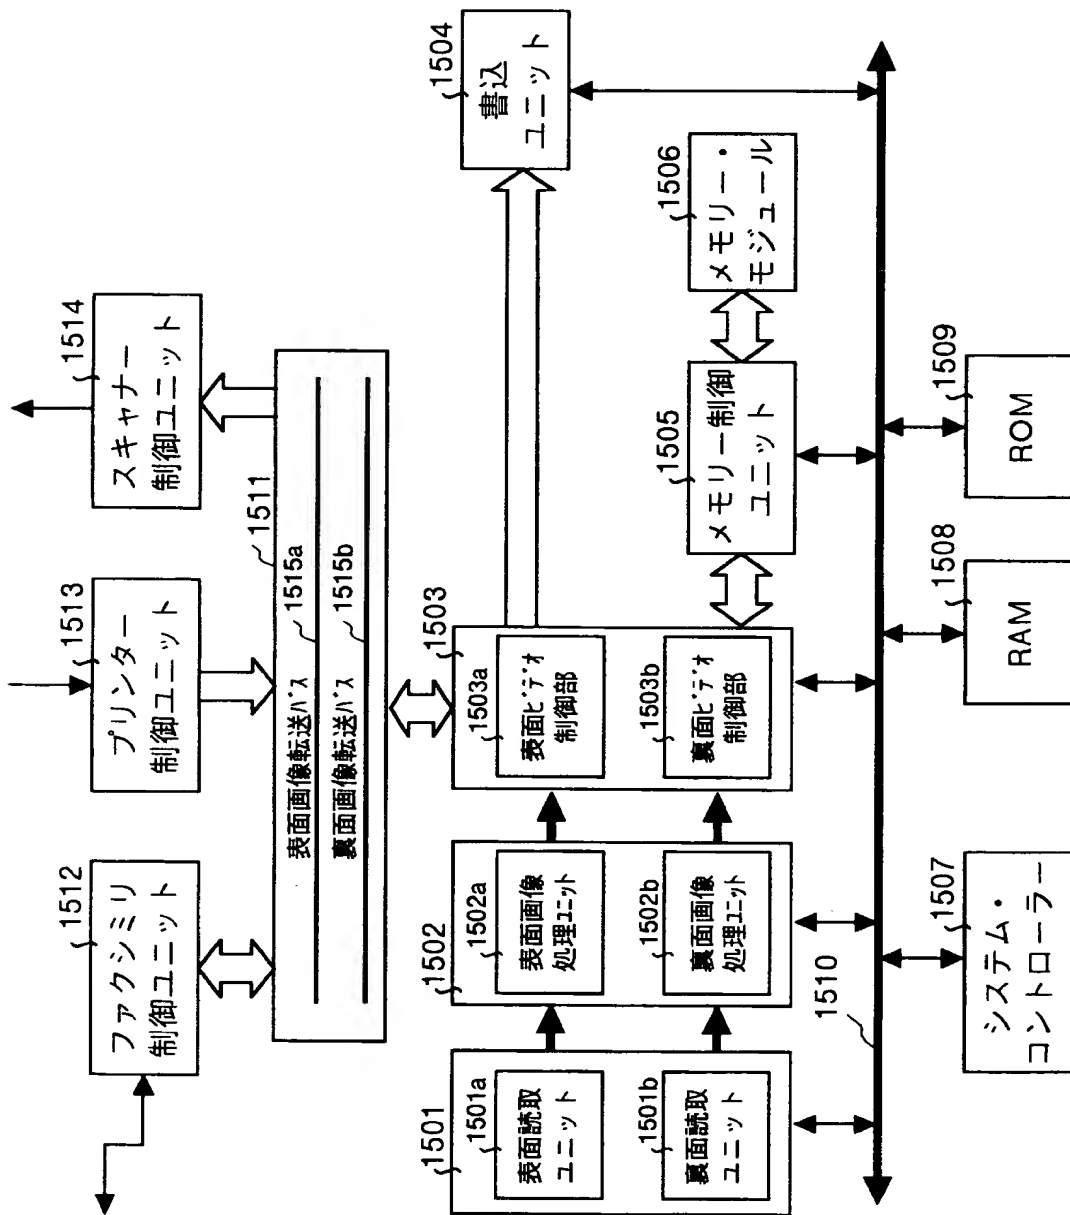 1512
ファクシミリ
制御ユニット
1513
プリンター
制御ユニット
1514
スキャナー
制御ユニット
1511
表面画像転送バス
1515a
裏面画像転送バス
1515b
1501
1501a
表面読取
ユニット
1501b
裏面読取
ユニット
1502
1502a
表面画像
処理ユニット
1502b
裏面画像
処理ユニット
1503
1503a
表面ビデオ
制御部
1503b
裏面ビデオ
制御部
1504
書込
ユニット
1505
メモリー制御
ユニット
1506
メモリー・
モジュール
1510
1507
システム・
コントローラー
1508
RAM
1509
ROM